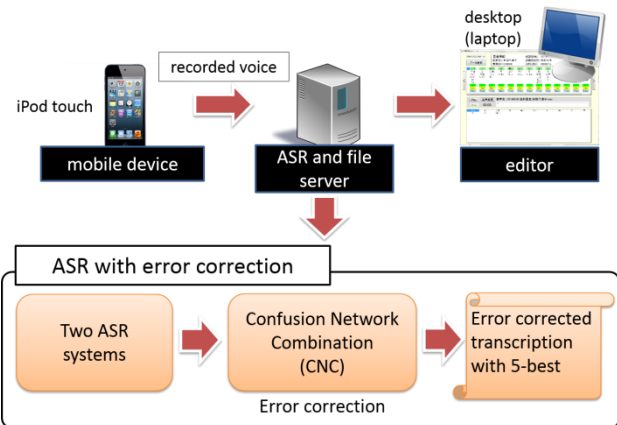 desktop
(laptop)
recorded voice
iPod touch
mobile device
ASR and file
server
editor
ASR with error correction
Two ASR
systems
Confusion Network
Combination
(CNC)
Error corrected
transcription
with 5-best
Error correction